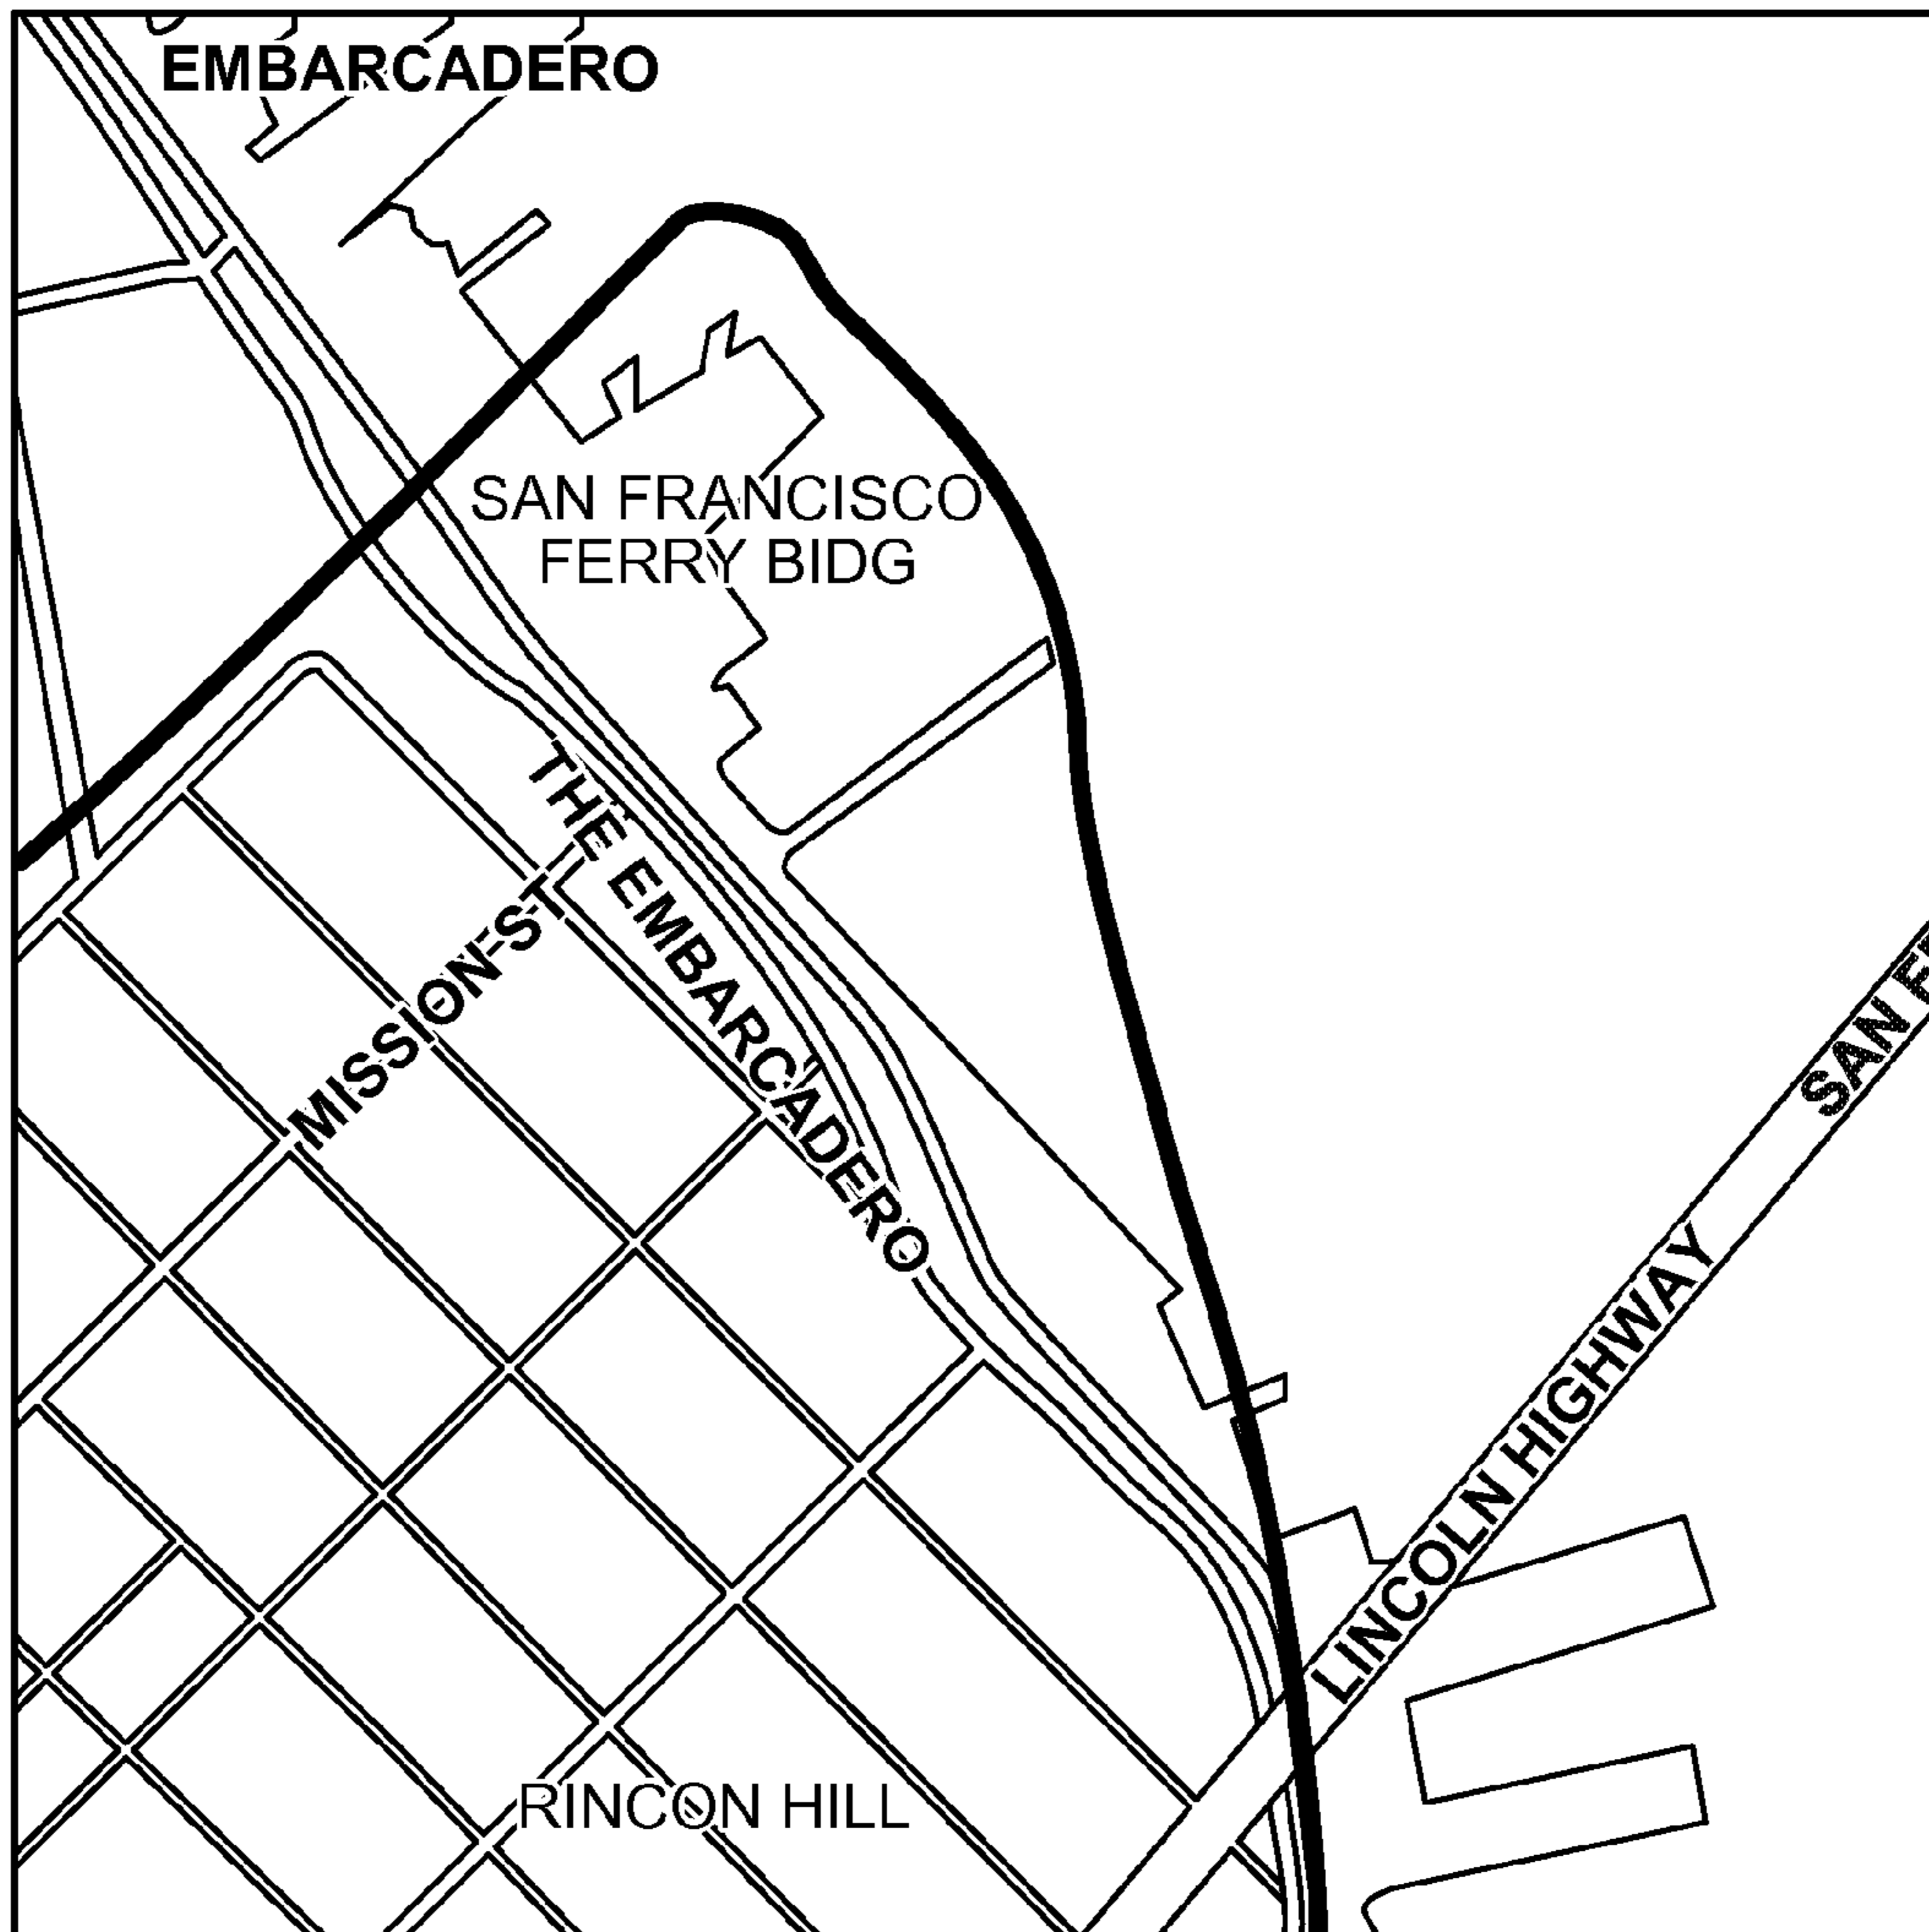 EMBARCADERO
SAN FRANCISCO
FERRY BIDG
THE EMBARCADERO
MISSION ST
SAN
LINCOLN HIGHWAY
RINCON HILL